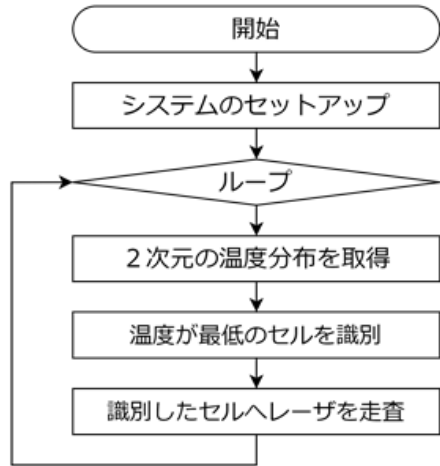 開始
システムのセットアップ
ループ
２次元の温度分布を取得
温度が最低のセルを識別
識別したセルへレーザを走査